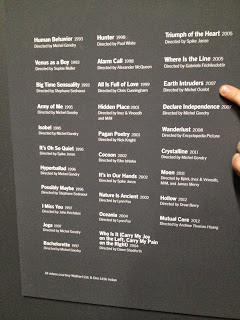 Human Behavior 1993
Directed by Michel Gondry
Venus as a Boy 1993
Directed by Sophie Muller
Big Time Sensuality 1993
Directed by Stéphane Sednaoui
Army of Me 1995
Directed by Michel Gondry
Isobel 1995
Directed by Michel Gondry
It's Oh So Quiet 1995
Directed by Spike Jonze
Hyperballad 1996
Directed by Michel Gondry
Possibly Maybe 1996
Directed by Stéphane Sednaoui
I Miss You 1997
Directed by John Kricfalusi
Joga 1997
Directed by Michel Gondry
Bachelorette 1997
Directed by Michel Gondry
Hunter 1998
Directed by Paul White
Alarm Call 1998
Directed by Alexander McQueen
All Is Full of Love 1999
Directed by Chris Cunningham
Hidden Place 2001
Directed by Inez & Vinoodh
and M/M
Pagan Poetry 2001
Directed by Nick Knight
Cocoon 2002
Directed by Eiko Ishioka
It's in Our Hands 2002
Directed by Spike Jonze
Nature Is Ancient 2002
Directed by Lynn Fox
Oceania 2004
Directed by Lynn Fox
Who Is It (Carry My Joy
on the Left, Carry My Pain
on the Right) 2004
Directed by Dawn Shadforth
Triumph of the Heart 2005
Directed by Spike Jonze
Where Is the Line 2005
Directed by Gabríela Friðriksdóttir
Earth Intruders 2007
Directed by Michel Ocelot
Declare Independence 2007
Directed by Michel Gondry
Wanderlust 2008
Directed by Encyclopedia Pictura
Crystalline 2011
Directed by Michel Gondry
Moon 2011
Directed by Björk, Inez & Vinoodh,
M/M, and James Merry
Hollow 2012
Directed by Drew Berry
Mutual Core 2012
Directed by Andrew Thomas Huang
All videos courtesy Wellhart Ltd. & One Little Indian